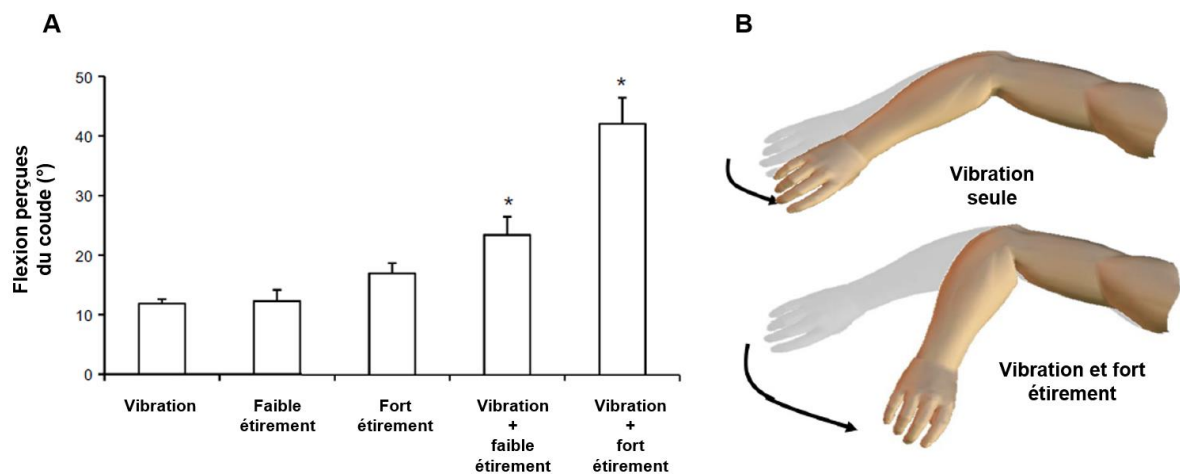 A
B
Flexion perçues
du coude (°)
50
40
30
20
10
0
*
*
Vibration
Faible
étirement
Fort
étirement
Vibration
+
faible
étirement
Vibration
+
fort
étirement
Vibration
seule
Vibration et fort
étirement